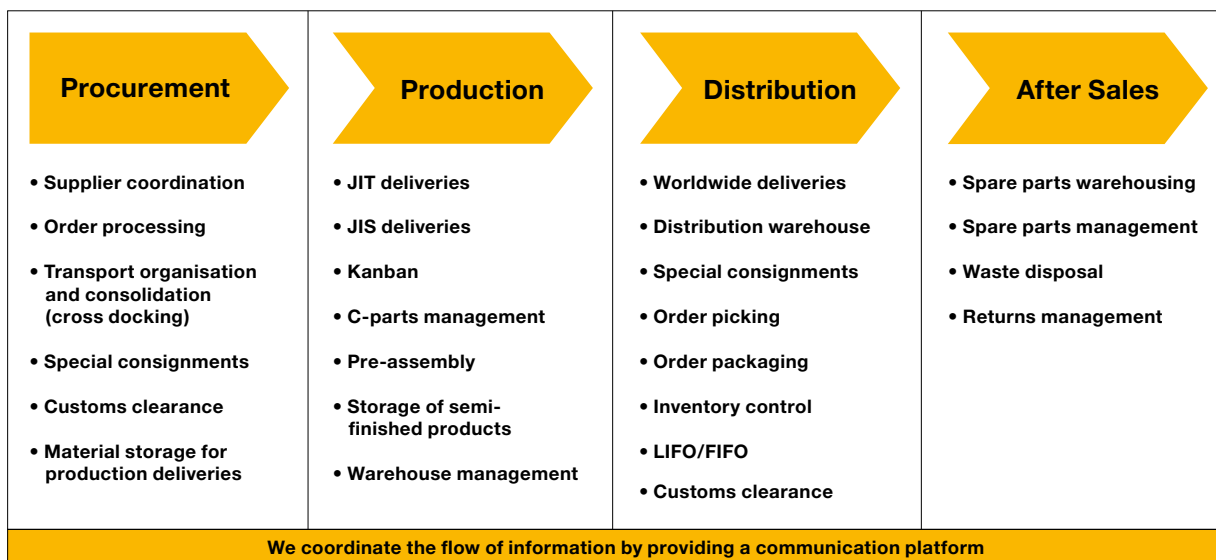 Procurement
• Supplier coordination
• Order processing
• Transport organisation
and consolidation
(cross docking)
• Special consignments
• Customs clearance
• Material storage for
production deliveries
Production
• JIT deliveries
• JIS deliveries
• Kanban
• C-parts management
• Pre-assembly
• Storage of semi-
finished products
• Warehouse management
Distribution
• Worldwide deliveries
• Distribution warehouse
• Special consignments
• Order picking
• Order packaging
• Inventory control
• LIFO/FIFO
• Customs clearance
After Sales
• Spare parts warehousing
• Spare parts management
• Waste disposal
• Returns management
We coordinate the flow of information by providing a communication platform